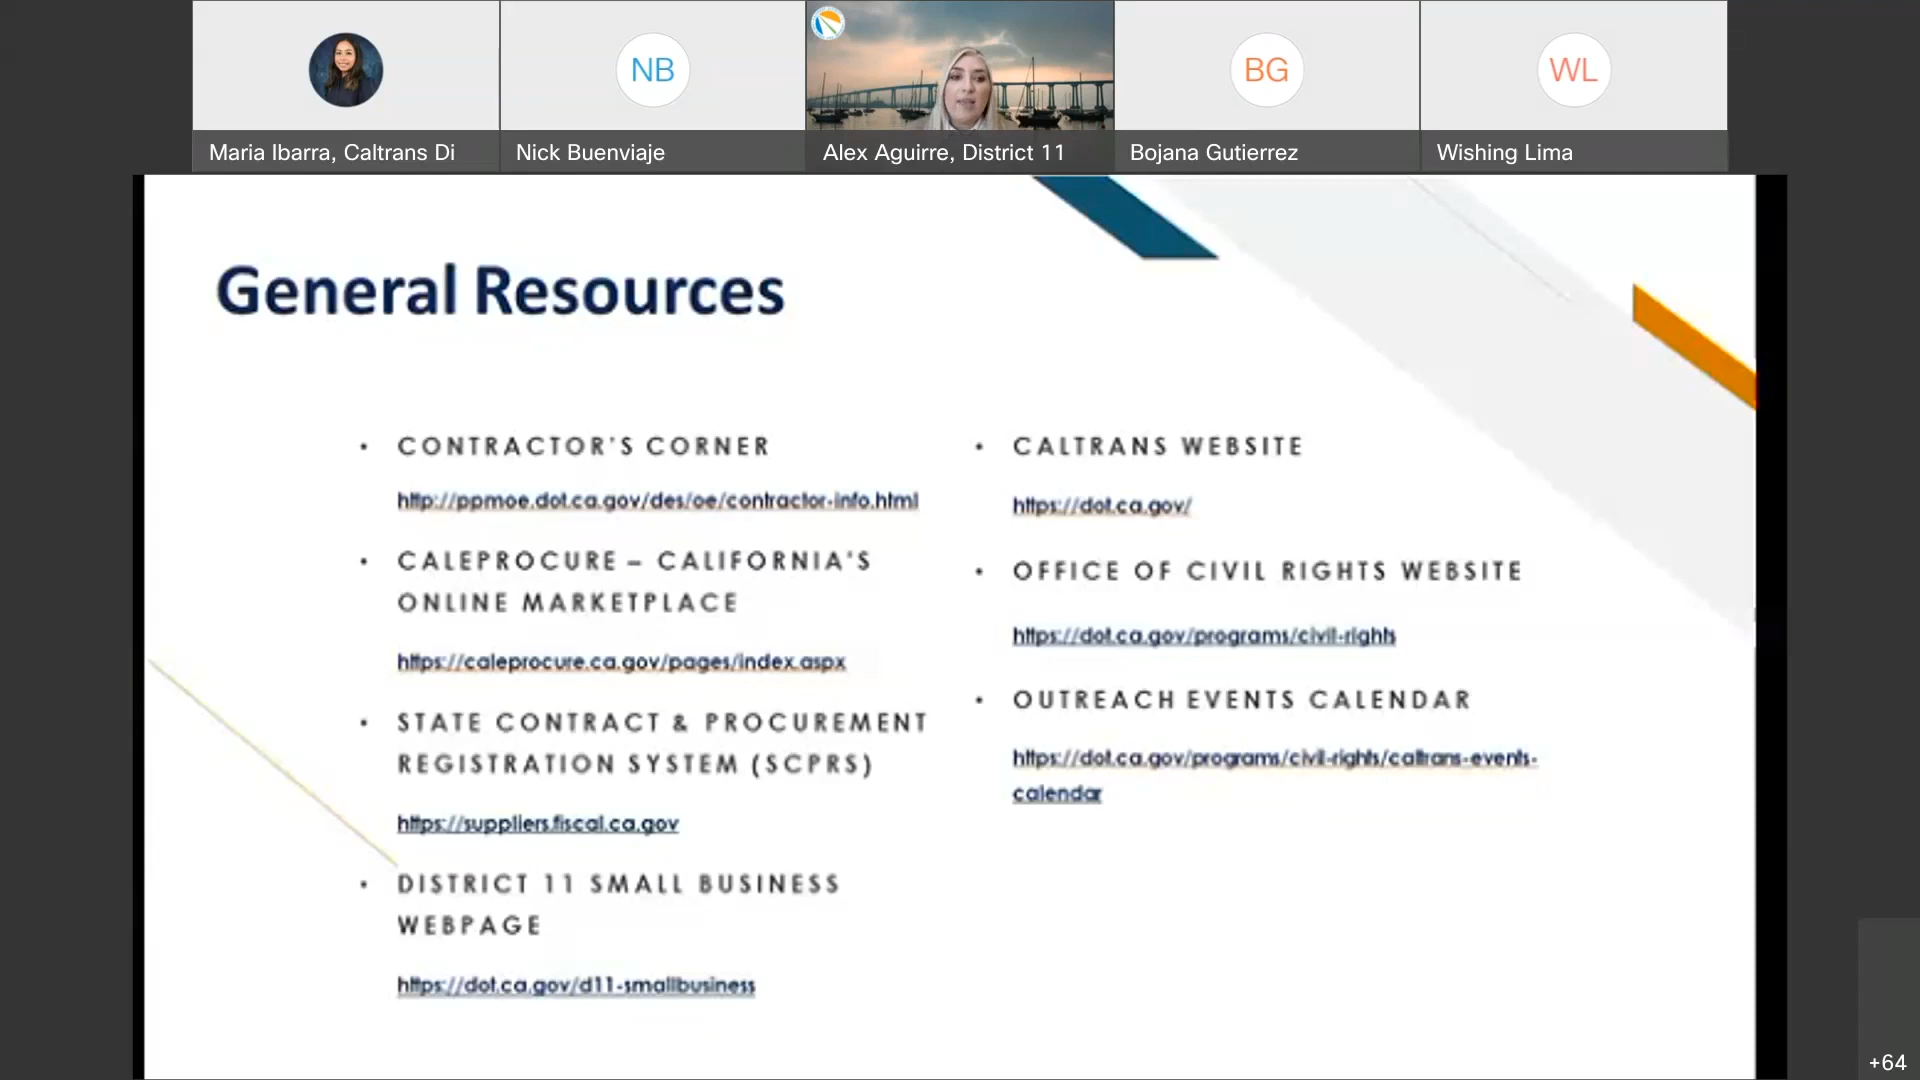 NB
BG
WL
Maria Ibarra, Caltrans Di
Nick Buenviaje
Alex Aguirre, District 11
Bojana Gutierrez
Wishing Lima
General Resources
• CONTRACTOR'S CORNER
http://ppmoe.dot.ca.gov/des/oe/contractor-info.html
• CALEPROCURE – CALIFORNIA'S
ONLINE MARKETPLACE
https://caleprocure.ca.gov/pages/index.aspx
• STATE CONTRACT & PROCUREMENT
REGISTRATION SYSTEM (SCPRS)
https://suppliers.fiscal.ca.gov
• DISTRICT 11 SMALL BUSINESS
WEBPAGE
https://dot.ca.gov/d11-smallbusiness
• CALTRANS WEBSITE
https://dot.ca.gov/
• OFFICE OF CIVIL RIGHTS WEBSITE
https://dot.ca.gov/programs/civil-rights
• OUTREACH EVENTS CALENDAR
https://dot.ca.gov/programs/civil-rights/caltrans-events-
calendar
+64